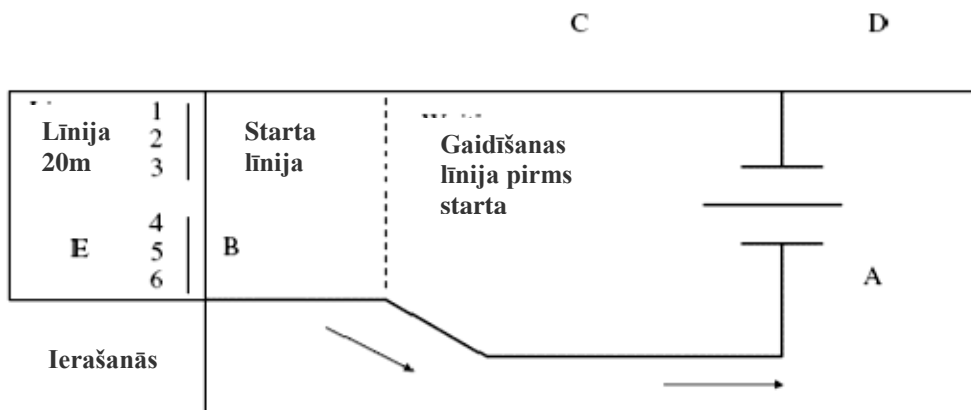 C
D
1
Līnija
20m
2
3
Starta
līnija
Gaidīšanas
līnija pirms
starta
4
E
5
B
6
A
Ierašanās